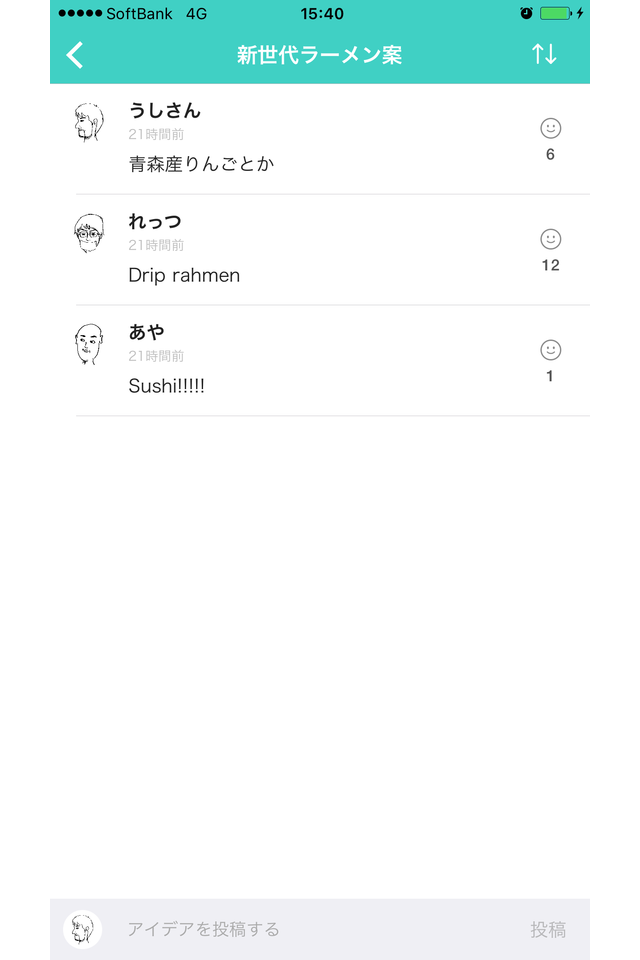 SoftBank 4G 15:40
新世代ラーメン案
うしさん
21時間前
青森産りんごとか
6
れっつ
21時間前
Drip rahmen
12
あや
21時間前
Sushi!!!!!
1
アイデアを投稿する 投稿